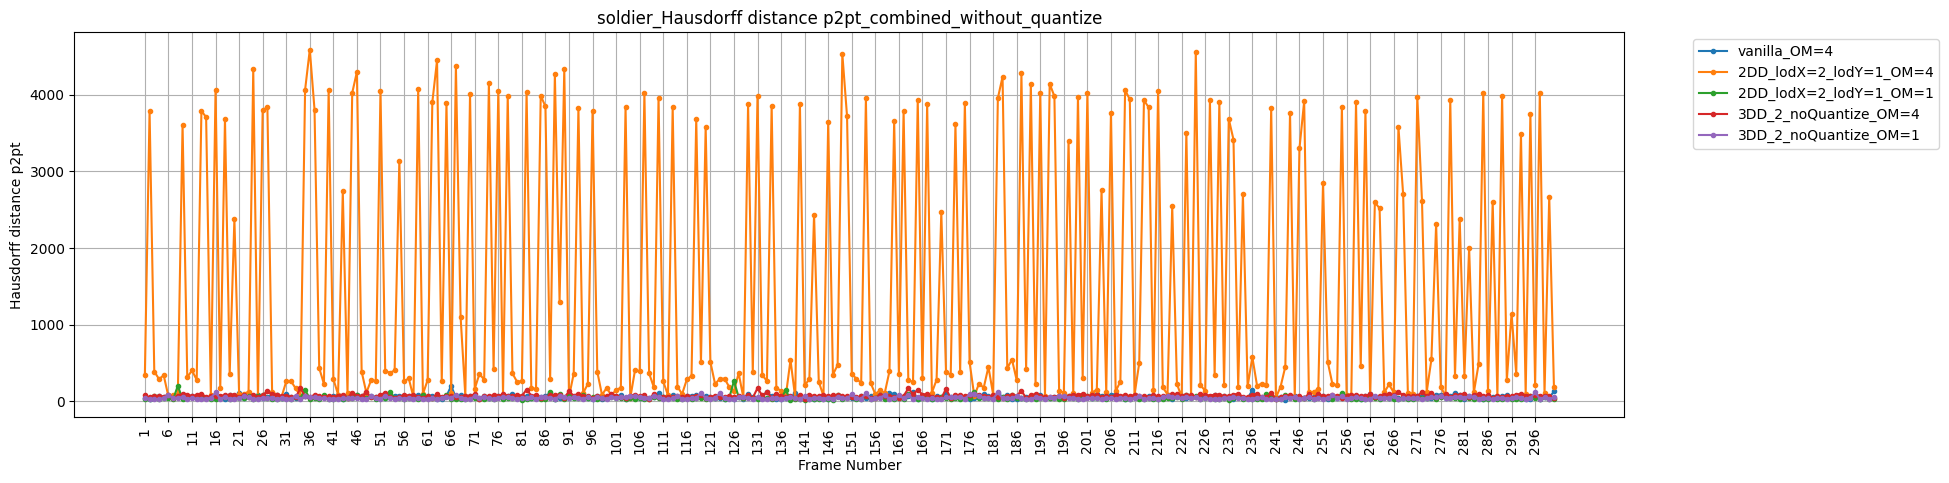 soldier_Hausdorff distance p2pt_combined_without_quantize
vanilla_OM=4
2DD_lodX=2_lodY=1_OM=4
2DD_lodX=2_lodY=1_OM=1
3DD_2_noQuantize_OM=4
3DD_2_noQuantize_OM=1
Hausdorff distance p2pt
4000
3000
2000
1000
0
1 6 11 16 21 26 31 36 41 46 51 56 61 66 71 76 81 86 91 96 101 106 111 116 121 126 131 136 141 146 151 156 161 166 171 176 181 186 191 196 201 206 211 216 221 226 231 236 241 246 251 256 261 266 271 276 281 286 291 296
Frame Number